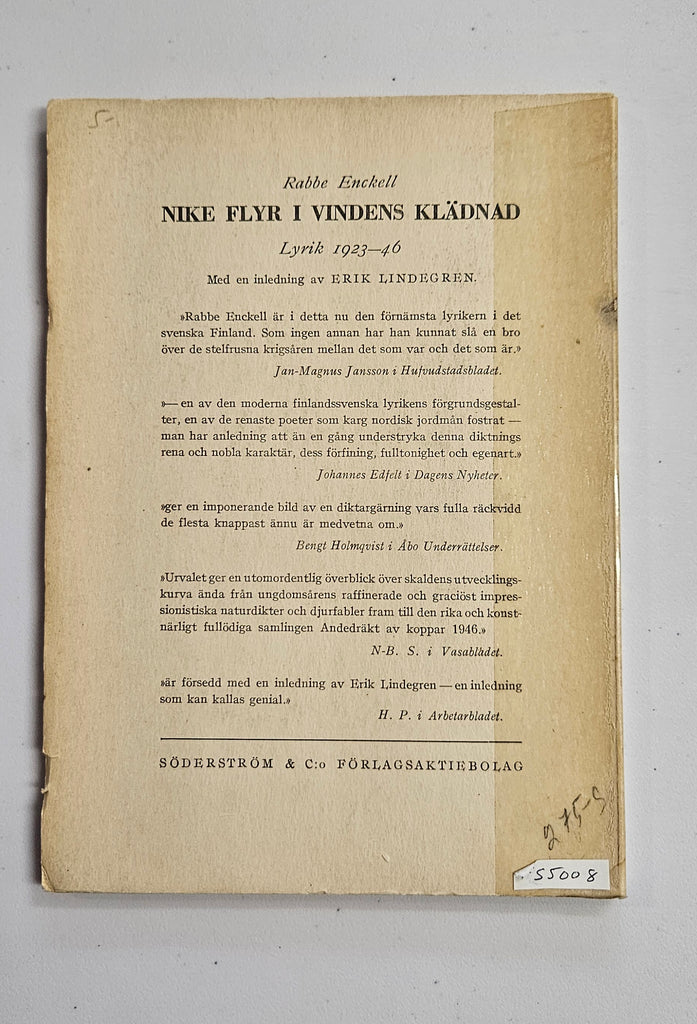 5-
Rabbe Enckell
NIKE FLYR I VINDENS KLÄDNAD
Lyrik 1923—46
Med en inledning av ERIK LINDEGREN.
»Rabbe Enckell är i detta nu den förnämsta lyrikern i det
svenska Finland. Som ingen annan har han kunnat slå en bro
över de stelfrusna krigsåren mellan det som var och det som är.»
Jan-Magnus Jansson i Hufvudstadsbladet.
»— en av den moderna finlandssvenska lyrikens förgrundsgestal-
ter, en av de renaste poeter som karg nordisk jordmån fostrat —
man har anledning att än en gång understryka denna diktnings
rena och nobla karaktär, dess förfining, fulltonighet och egenart.»
Johannes Edfelt i Dagens Nyheter.
»ger en imponerande bild av en diktargärning vars fulla räckvidd
de flesta knappast ännu är medvetna om.»
Bengt Holmqvist i Åbo Underrättelser.
»Urvalet ger en utomordentlig överblick över skaldens utvecklings-
kurva ända från ungdomsårens raffinerade och graciöst impres-
sionistiska naturdikter och djurfabler fram till den rika och konst-
närligt fullödiga samlingen Andedräkt av koppar 1946.»
N-B. S. i Vasabladet.
»är försedd med en inledning av Erik Lindegren — en inledning
som kan kallas genial.»
H. P. i Arbetarbladet.
SÖDERSTRÖM & C:o FÖRLAGSAKTIEBOLAG
55008